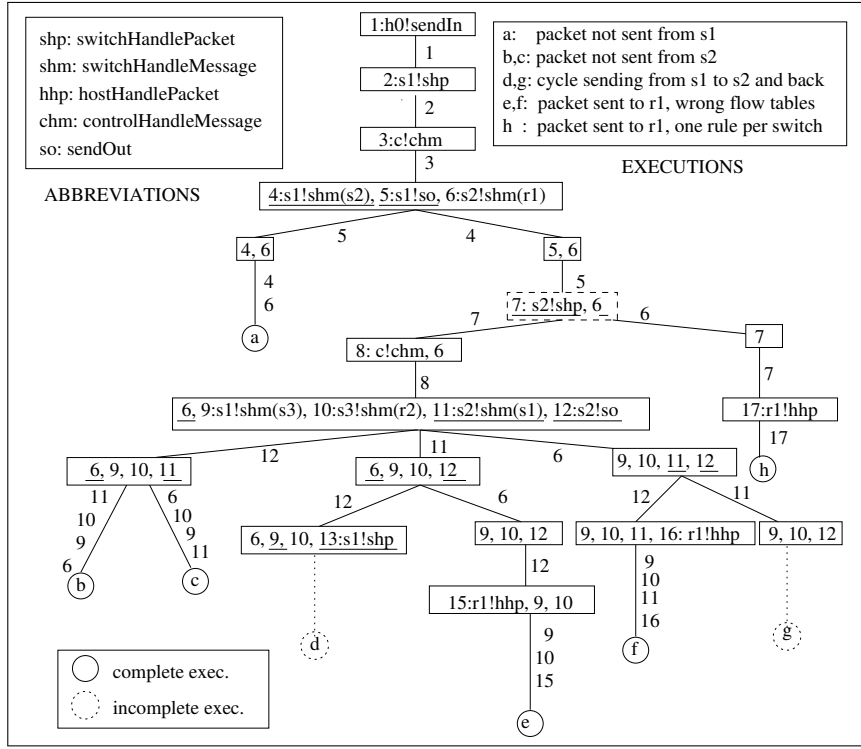 shp: switchHandlePacket
shm: switchHandleMessage
hhp: hostHandlePacket
chm: controlHandleMessage
so: sendOut
ABBREVIATIONS
1:h0!sendIn
1
2:s1!shp
2
3:c!chm
3
a: packet not sent from s1
b,c: packet not sent from s2
d,g: cycle sending from s1 to s2 and back
e,f: packet sent to r1, wrong flow tables
h : packet sent to r1, one rule per switch
EXECUTIONS
4:s1!shm(s2), 5:s1!so, 6:s2!shm(r1)
5
4
4, 6
5, 6
4
6
5
a
7: s2!shp, 6
7
6
8: c!chm, 6
7
8
7
6, 9:s1!shm(s3), 10:s3!shm(r2), 11:s2!shm(s1), 12:s2!so
17:r1!hhp
17
h
12
11
6
6, 9, 10, 11
6, 9, 10, 12
9, 10, 11, 12
11
10
9
6
6
10
9
11
b
c
12
6
12
11
6, 9, 10, 13:s1!shp
9, 10, 12
9, 10, 11, 16: r1!hhp
9, 10, 12
12
15:r1!hhp, 9, 10
9
10
11
16
d
f
g
9
10
15
e
complete exec.
incomplete exec.